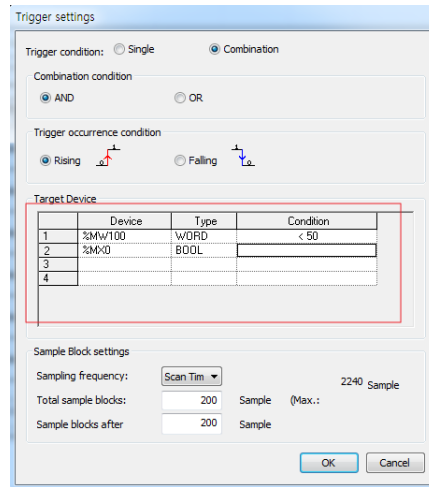 Trigger settings
Trigger condition: Single Combination
Combination condition
AND OR
Trigger occurrence condition
Rising Falling
Target Device
Device Type Condition
1 %MW100 WORD < 50
2 %MX0 BOOL
3
4
Sample Block settings
Sampling frequency: Scan Tim 2240 Sample
Total sample blocks: 200 Sample (Max.:
Sample blocks after 200 Sample
OK Cancel